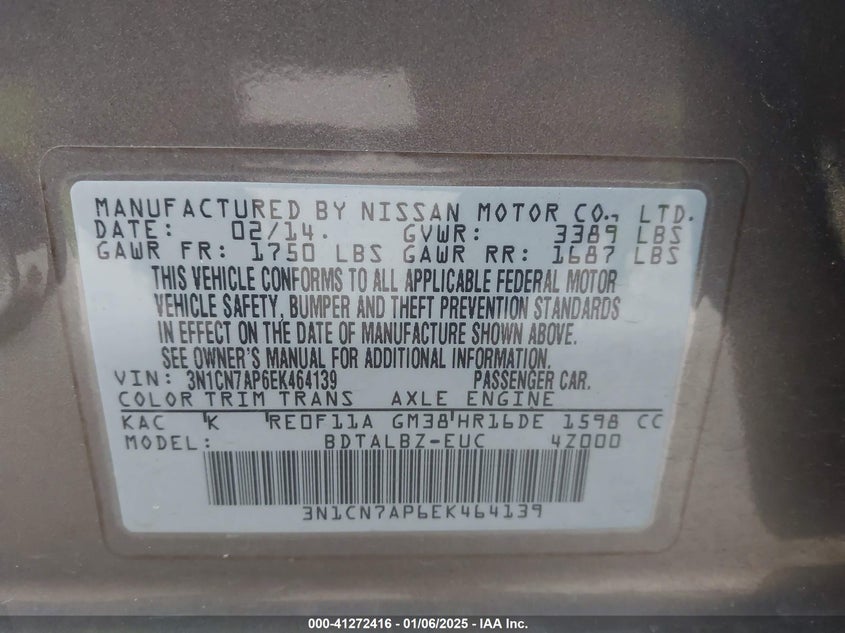 MANUFACTURED BY NISSAN MOTOR CO., LTD.
DATE: 02/14. GVWR: 3389 LBS
GAWR FR: 1750 LBS GAWR RR: 1687 LBS
THIS VEHICLE CONFORMS TO ALL APPLICABLE FEDERAL MOTOR
VEHICLE SAFETY, BUMPER AND THEFT PREVENTION STANDARDS
IN EFFECT ON THE DATE OF MANUFACTURE SHOWN ABOVE.
SEE OWNER'S MANUAL FOR ADDITIONAL INFORMATION.
VIN: 3N1CN7AP6EK464139 PASSENGER CAR.
COLOR TRIM TRANS AXLE ENGINE
KAC K RE0F11A GM38 HR16DE 1598 CC
MODEL: BDTALBZ-EUC 4Z000
3N1CN7AP6EK464139
000-41272416 - 01/06/2025 - IAA Inc.